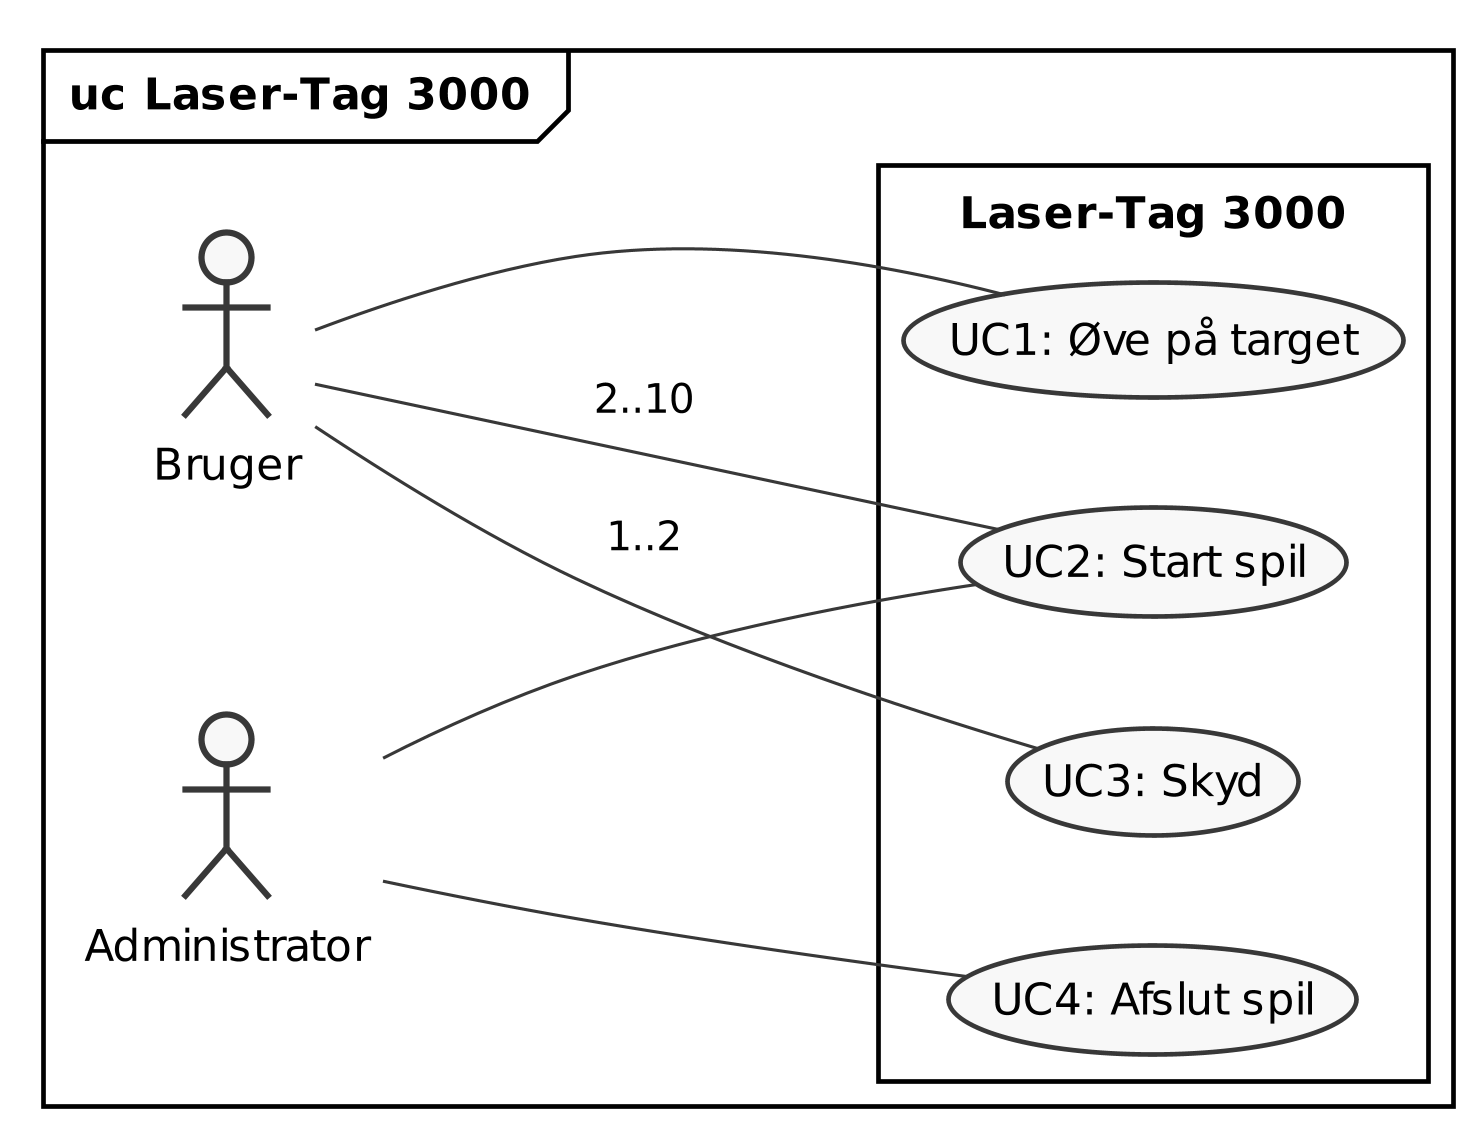 uc Laser-Tag 3000
Laser-Tag 3000
Bruger
Administrator
2..10
1..2
UC1: Øve på target
UC2: Start spil
UC3: Skyd
UC4: Afslut spil